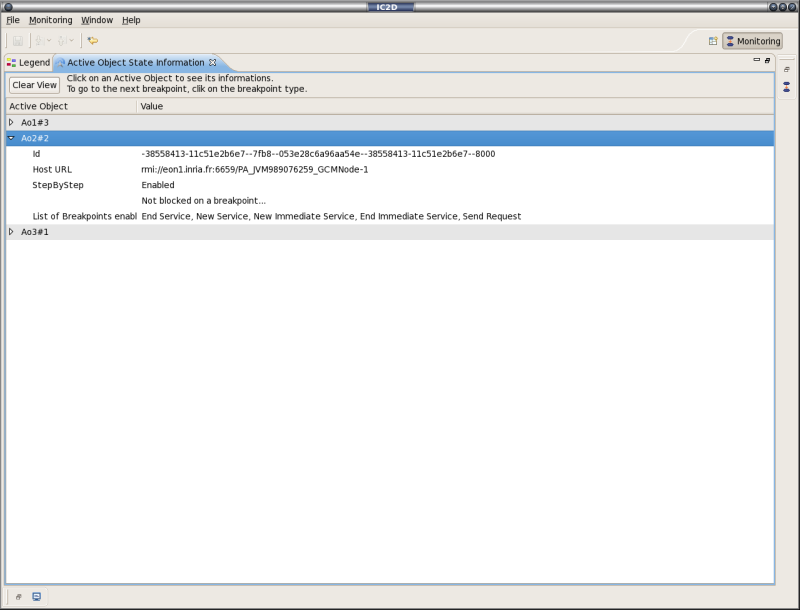 IC2D
File Monitoring Window Help
Monitoring
Legend Active Object State Information
Clear View
Click on an Active Object to see its informations.
To go to the next breakpoint, clik on the breakpoint type.
Active Object Value
Ao1#3
Ao2#2
Id -38558413-11c51e2b6e7--7fb8--053e28c6a96aa54e--38558413-11c51e2b6e7--8000
Host URL rmi://eon1.inria.fr:6659/PA_JVM989076259_GCMNode-1
StepByStep Enabled
Not blocked on a breakpoint...
List of Breakpoints enabl End Service, New Service, New Immediate Service, End Immediate Service, Send Request
Ao3#1